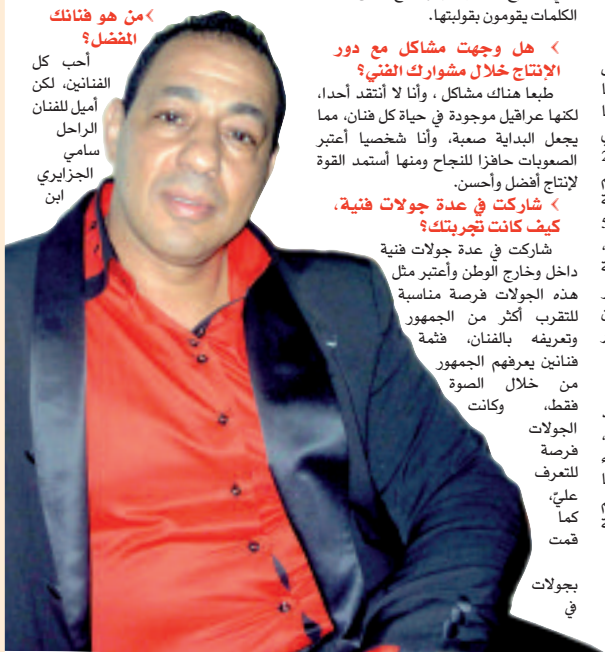 الكلمات يقومون بقولبتها.
› هل وجهت مشاكل مع دور
الانتاج خلال مشوارك الفني؟
طبعا هناك مشاكل ، وأنا لا أنتقد أحدا،
لكنها عراقيل موجودة في حياة كل فنان، مما
يجعل البداية صعبة، وأنا شخصيا أعتبر
الصعوبات حافزا للنجاح ومنها أستمد القوة
لإنتاج أفضل وأحسن.
› شاركت في عدة جولات فنية،
كيف كانت تجربتك؟
شاركت في عدة جولات فنية
داخل وخارج الوطن وأعتبر مثل
هذه الجولات فرصة مناسبة
للتقرب أكثر من الجمهور
وتعريفه بالفنان، فثمة
فنانين يعرفهم الجمهور
من خلال الصوة
فقط، وكانت
الجولات
فرصة
للتعرف
عليّ،
كما
قمت
بجولات
في
›من هو فنانك
المفضل؟
أحب كل
الفنانين، لكن
أميل للفنان
الراحل
سامي
الجزايري
ابن